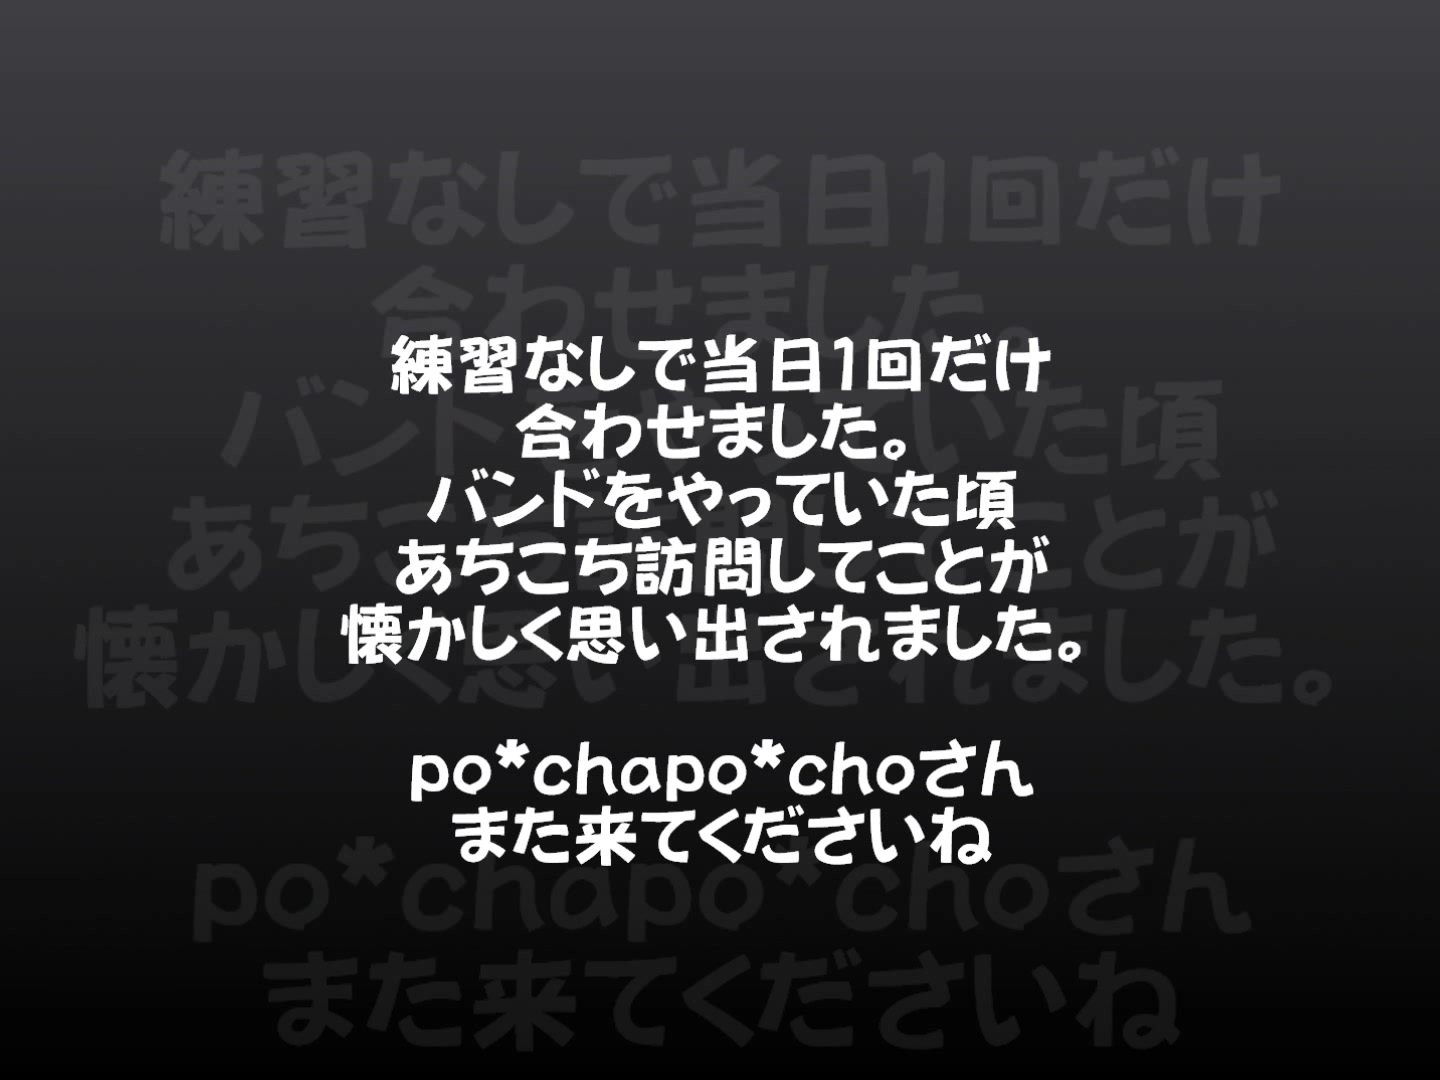 練習なしで当日1回だけ
合わせました。
バンドをやっていた頃
あちこち訪問してことが
懐かしく思い出されました。
po*chapo*choさん
また来てくださいね